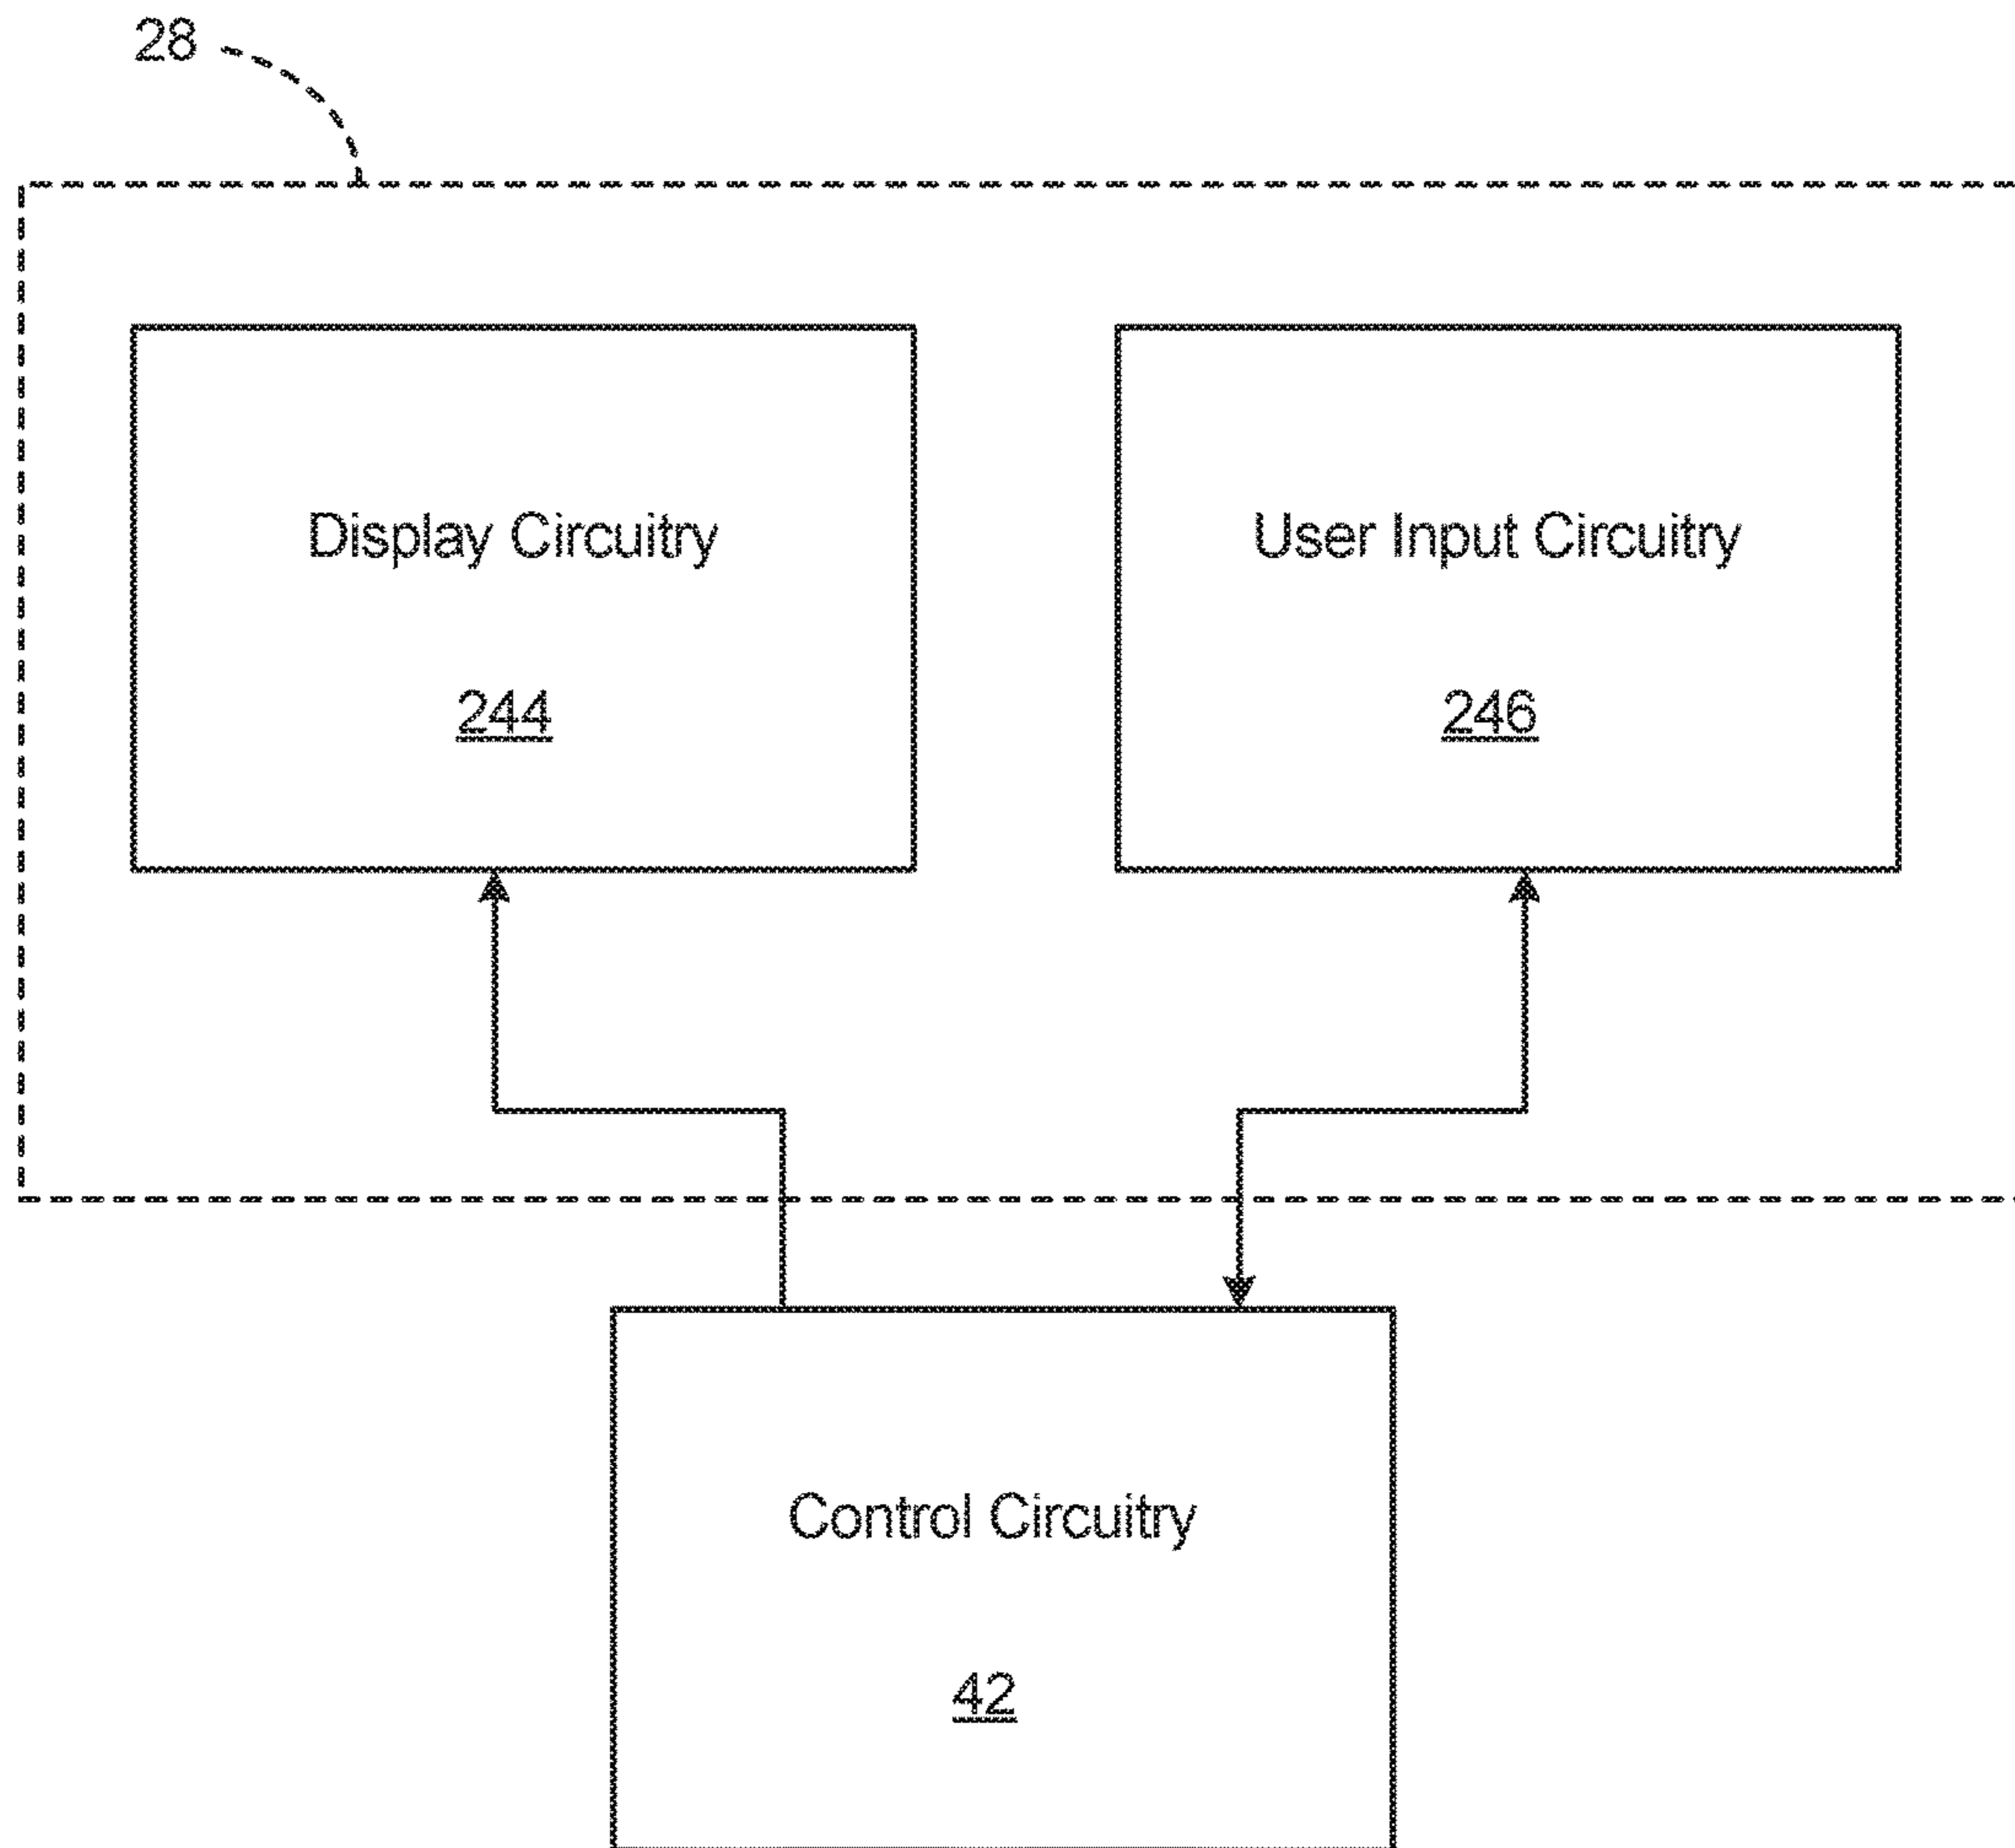 28
Display Circuitry
244
User Input Circuitry
246
Control Circuitry
42